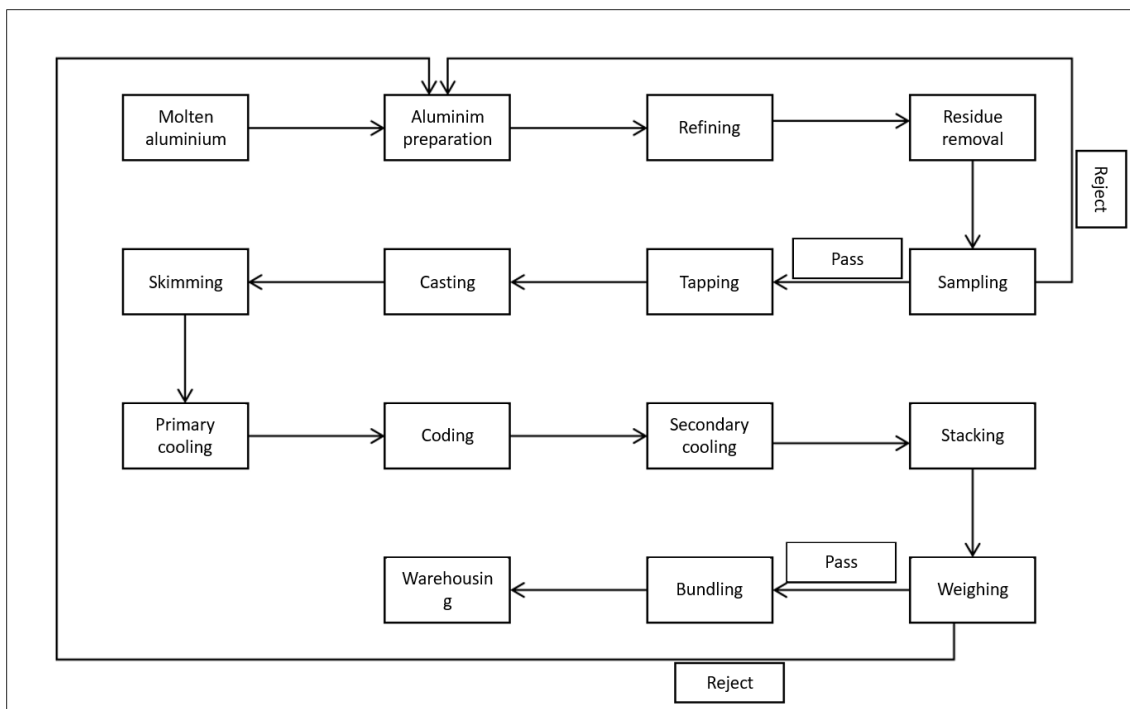 Molten
aluminium
Aluminim
preparation
Refining
Residue
removal
Reject
Skimming
Casting
Tapping
Pass
Sampling
Primary
cooling
Coding
Secondary
cooling
Stacking
Warehousin
g
Bundling
Pass
Weighing
Reject